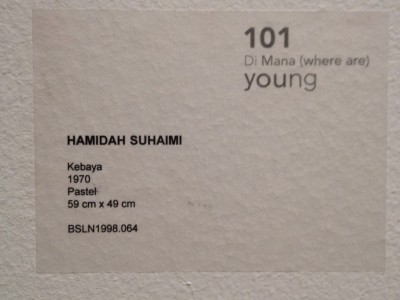 101
Di Mana (where are)
young
HAMIDAH SUHAIMI
Kebaya
1970
Pastel
59 cm x 49 cm
BSLN1998.064